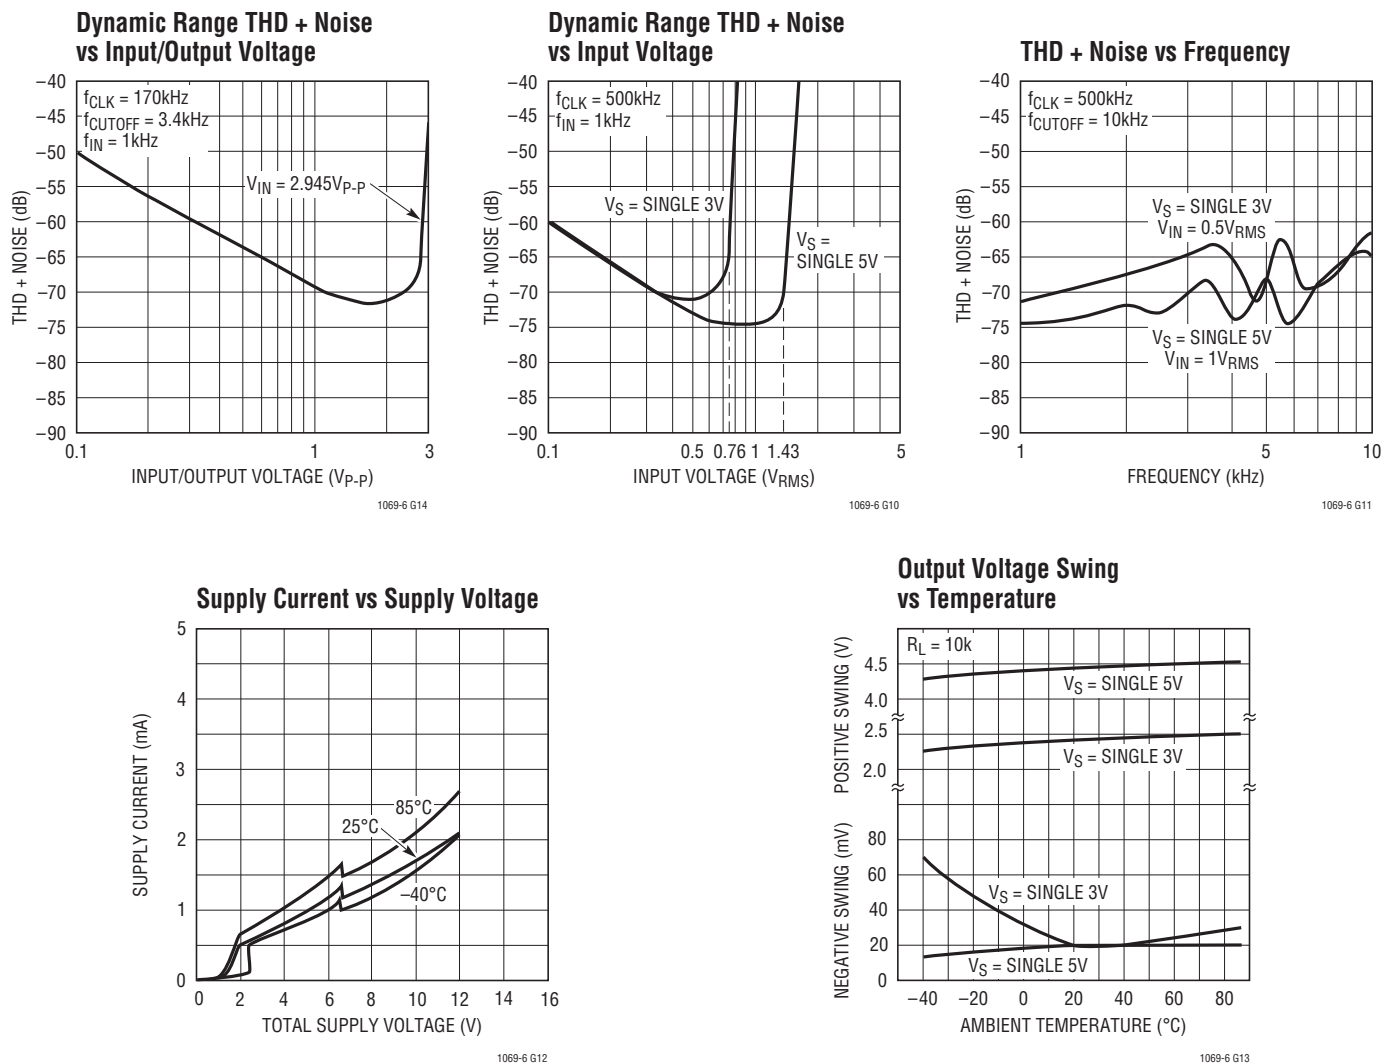 Dynamic Range THD + Noise
vs Input/Output Voltage
–40
–45
–50
–55
–60
–65
–70
–75
–80
–85
–90
THD + NOISE (dB)
fCLK = 170kHz
fCUTOFF = 3.4kHz
fIN = 1kHz
VIN = 2.945VP-P
0.1
1
3
INPUT/OUTPUT VOLTAGE (VP-P)
1069-6 G14
Dynamic Range THD + Noise
vs Input Voltage
–40
–45
–50
–55
–60
–65
–70
–75
–80
–85
–90
THD + NOISE (dB)
fCLK = 500kHz
fIN = 1kHz
VS = SINGLE 3V
VS =
SINGLE 5V
0.1
0.5
0.76
1
1.43
5
INPUT VOLTAGE (VRMS)
1069-6 G10
THD + Noise vs Frequency
–40
–45
–50
–55
–60
–65
–70
–75
–80
–85
–90
THD + NOISE (dB)
fCLK = 500kHz
fCUTOFF = 10kHz
VS = SINGLE 3V
VIN = 0.5VRMS
VS = SINGLE 5V
VIN = 1VRMS
1
5
10
FREQUENCY (kHz)
1069-6 G11
Supply Current vs Supply Voltage
5
4
3
2
1
0
SUPPLY CURRENT (mA)
85°C
25°C
–40°C
0
2
4
6
8
10
12
14
16
TOTAL SUPPLY VOLTAGE (V)
1069-6 G12
Output Voltage Swing
vs Temperature
POSITIVE SWING (V)
NEGATIVE SWING (mV)
4.5
4.0
2.5
2.0
80
60
40
20
0
RL = 10k
VS = SINGLE 5V
VS = SINGLE 3V
VS = SINGLE 3V
VS = SINGLE 5V
–40
–20
0
20
40
60
80
AMBIENT TEMPERATURE (°C)
1069-6 G13